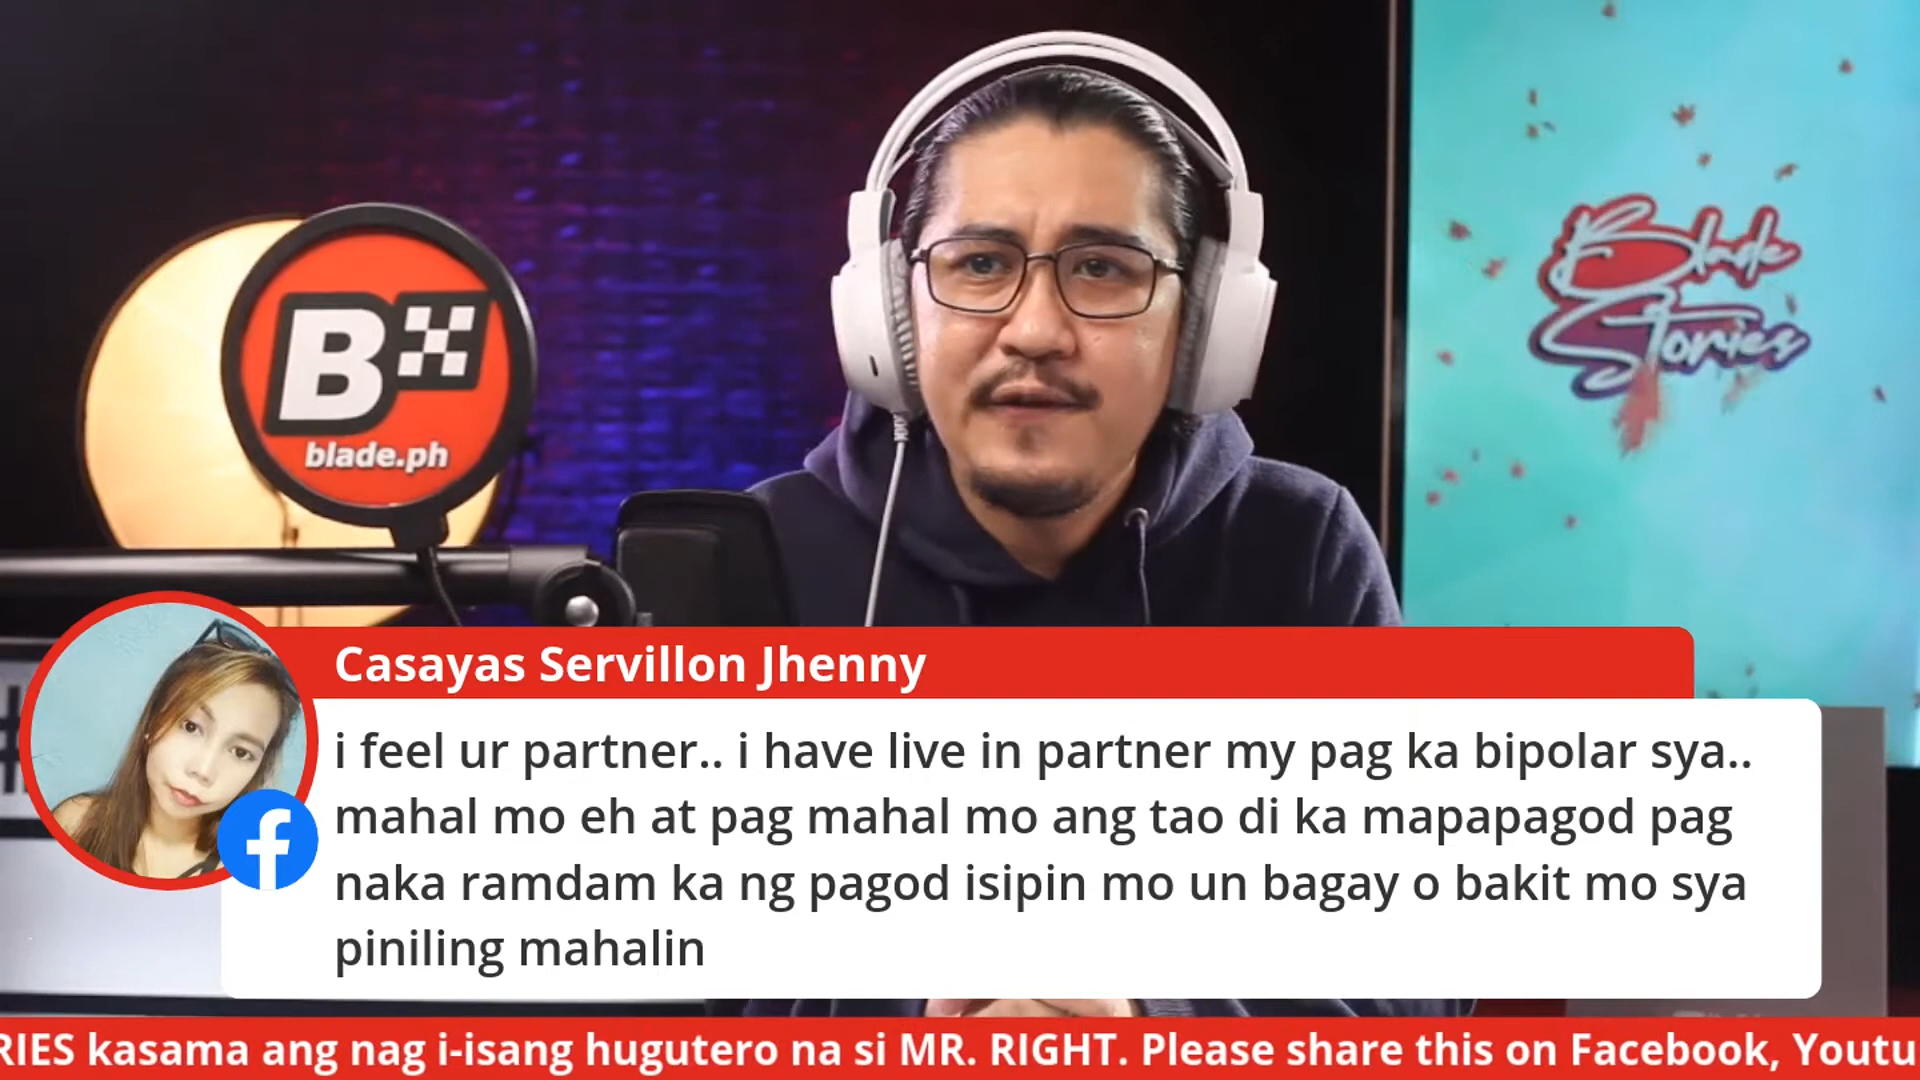 B
blade.ph
Blade
Stories
Casayas Servillon Jhenny
i feel ur partner.. i have live in partner my pag ka bipolar sya..
mahal mo eh at pag mahal mo ang tao di ka mapapagod pag
naka ramdam ka ng pagod isipin mo un bagay o bakit mo sya
piniling mahalin
RIES kasama ang nag i-isang hugutero na si MR. RIGHT. Please share this on Facebook, Youtu